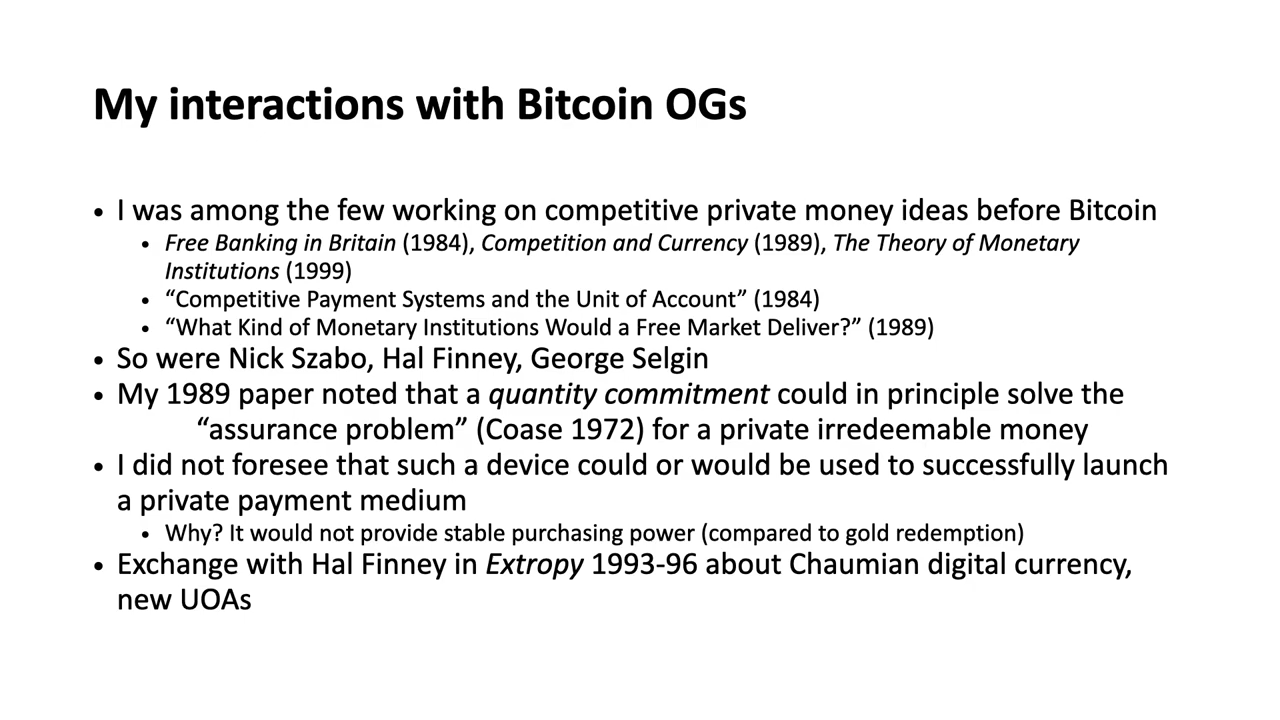 My interactions with Bitcoin OGs
• I was among the few working on competitive private money ideas before Bitcoin
• Free Banking in Britain (1984), Competition and Currency (1989), The Theory of Monetary
Institutions (1999)
• “Competitive Payment Systems and the Unit of Account” (1984)
• “What Kind of Monetary Institutions Would a Free Market Deliver?” (1989)
• So were Nick Szabo, Hal Finney, George Selgin
• My 1989 paper noted that a quantity commitment could in principle solve the
“assurance problem” (Coase 1972) for a private irredeemable money
• I did not foresee that such a device could or would be used to successfully launch
a private payment medium
• Why? It would not provide stable purchasing power (compared to gold redemption)
• Exchange with Hal Finney in Extropy 1993-96 about Chaumian digital currency,
new UOAs